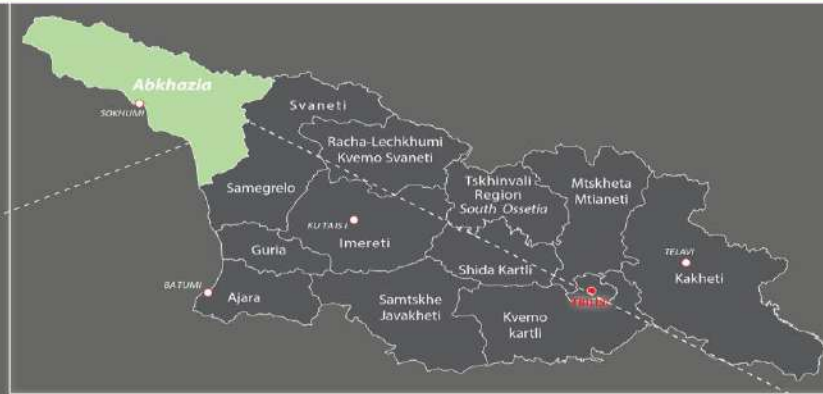 Abkhazia
SOKHUMI
Svaneti
Racha-Lechkhumi
Kvemo Svaneti
Samegrelo
Tskhinvali
Region
South Ossetia
Mtskheta
Mtianeti
KUTAISI
Imereti
Guria
Shida Kartli
TELAVI
Kakheti
BATUMI
Ajara
Samtskhe
Javakheti
Kvemo
kartli